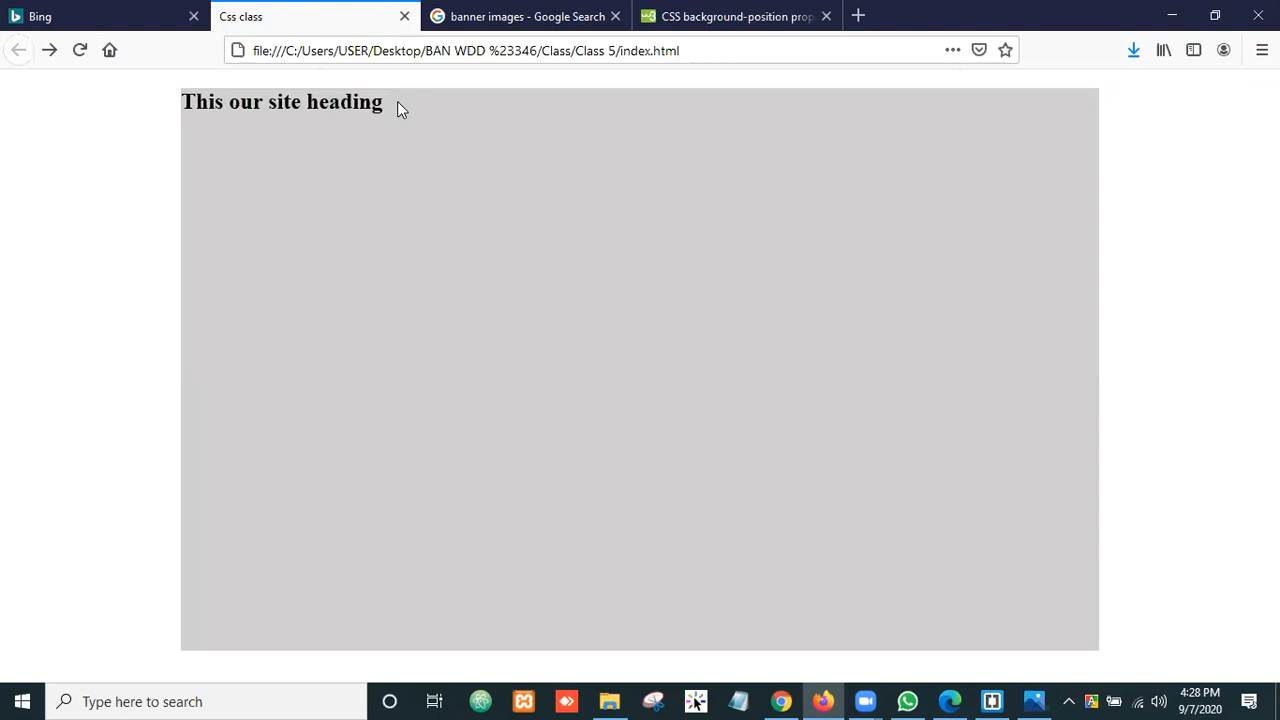 Bing
Css class
banner images - Google Search
CSS background-position prop
file:///C:/Users/USER/Desktop/BAN WDD %23346/Class/Class 5/index.html
This our site heading
Type here to search
4:28 PM
9/7/2020